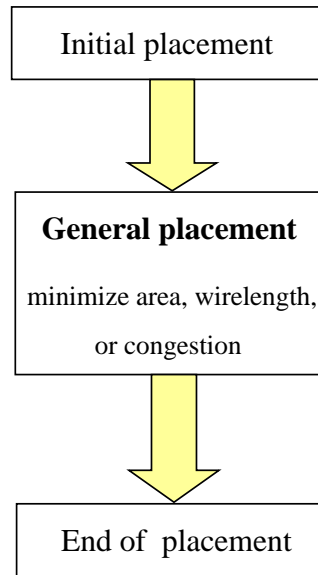 Initial placement
General placement
minimize area, wirelength,
or congestion
End of placement